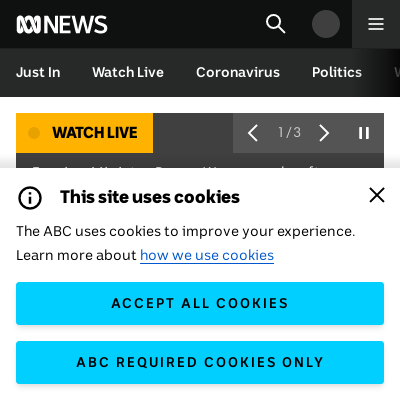 NEWS
Just In Watch Live Coronavirus Politics
WATCH LIVE 1/3
This site uses cookies
The ABC uses cookies to improve your experience.
Learn more about how we use cookies
ACCEPT ALL COOKIES
ABC REQUIRED COOKIES ONLY